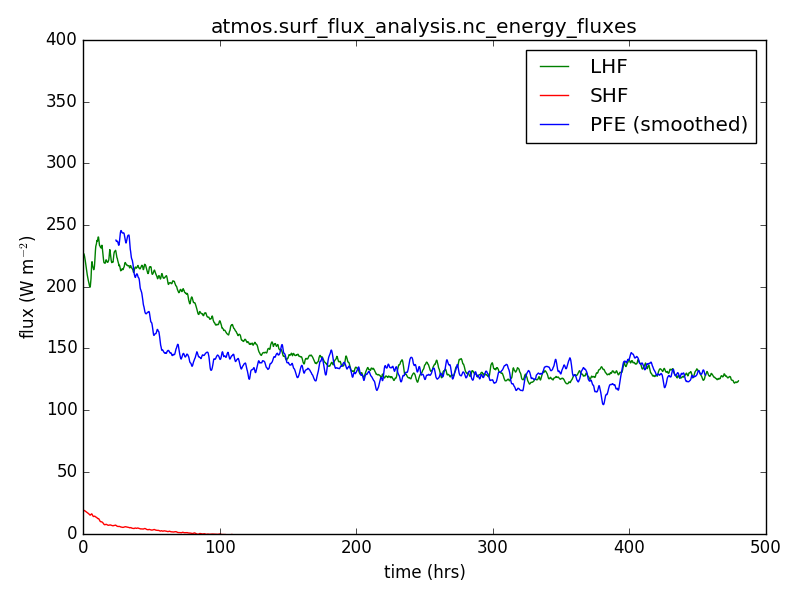 atmos.surf_flux_analysis.nc_energy_fluxes
400
350
300
250
200
150
100
50
0
flux (W m⁻²)
LHF
SHF
PFE (smoothed)
0 100 200 300 400 500
time (hrs)